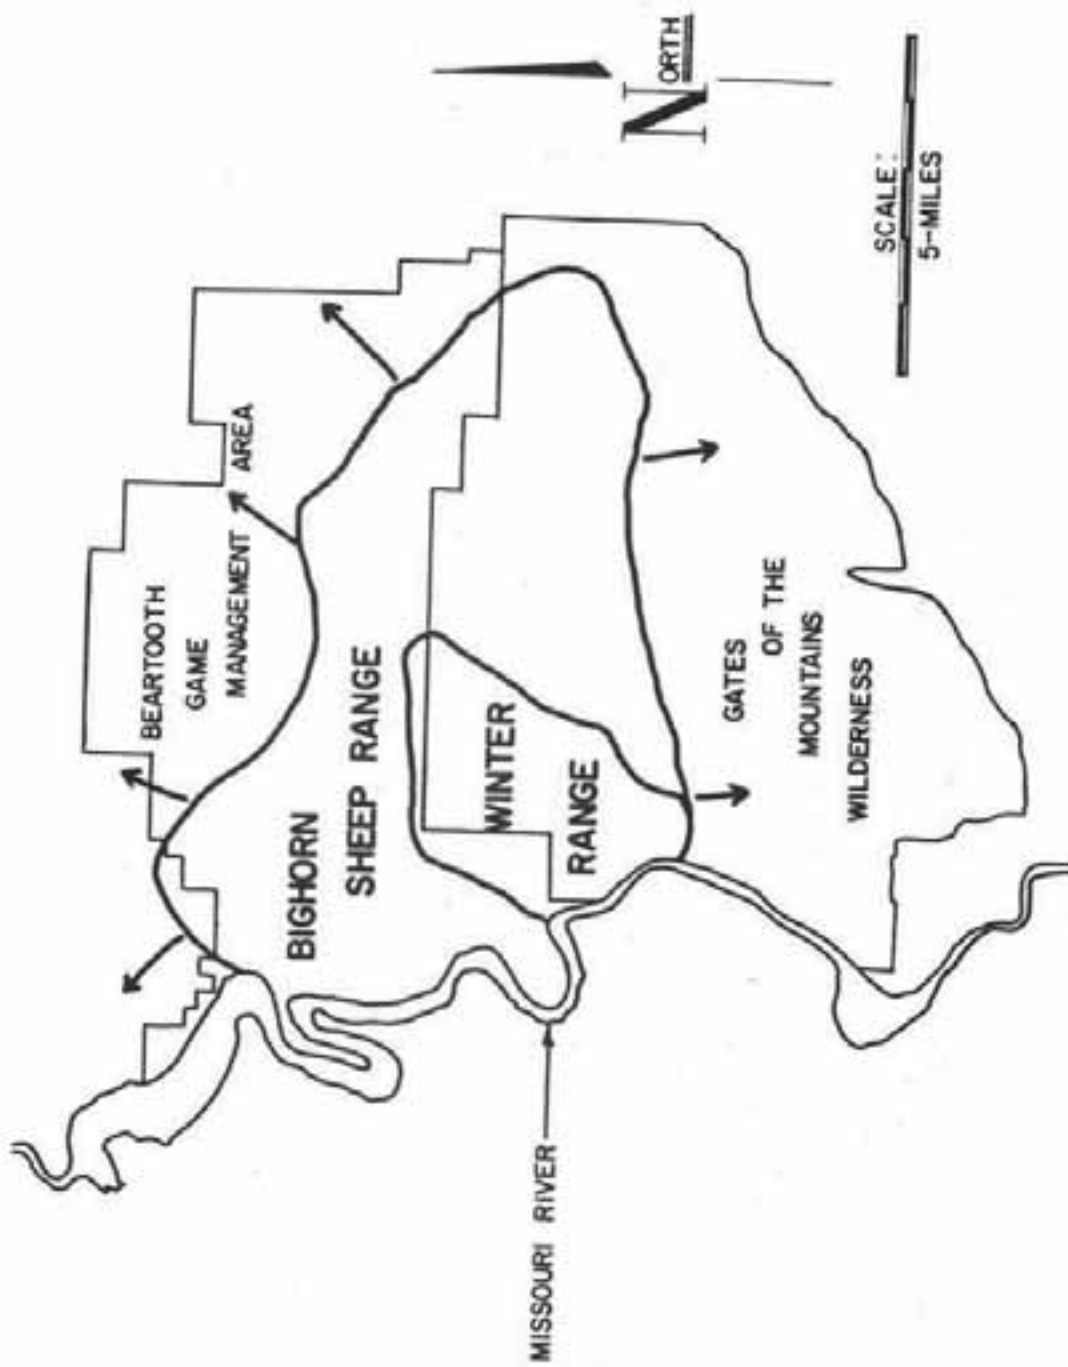 BEARTOOTH
GAME
MANAGEMENT AREA
BIGHORN
SHEEP RANGE
WINTER
RANGE
MISSOURI RIVER
GATES
OF THE
MOUNTAINS
WILDERNESS
NORTH
SCALE:
5-MILES